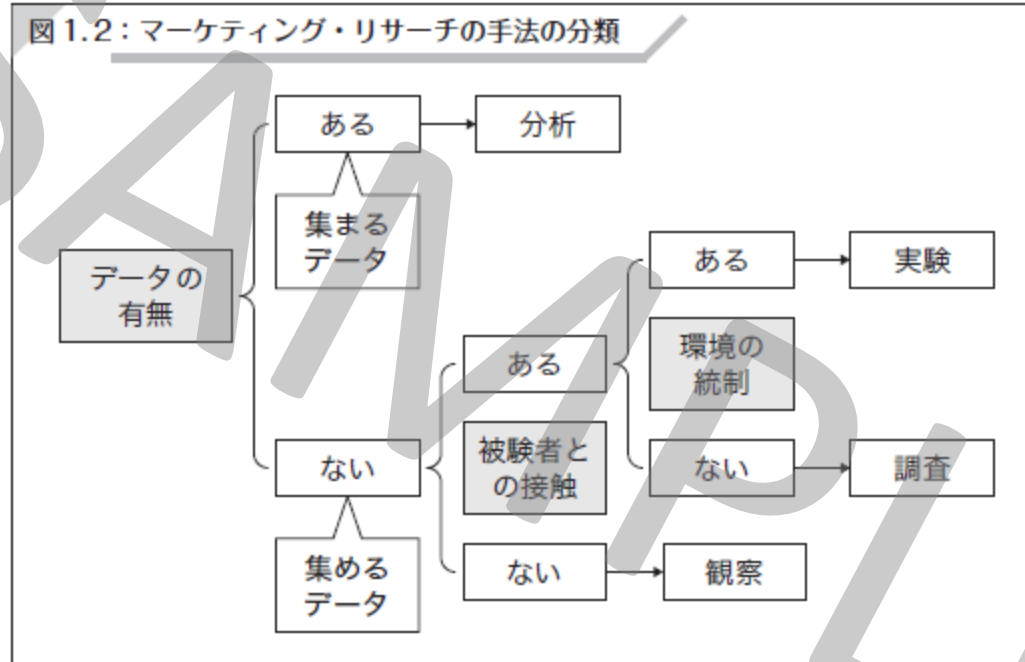 図1.2:マーケティング・リサーチの手法の分類
ある
分析
集まる
データ
データの
有無
ある
実験
ある
環境の
統制
ない
被験者と
の接触
ない
調査
集める
データ
ない
観察
SAMPL